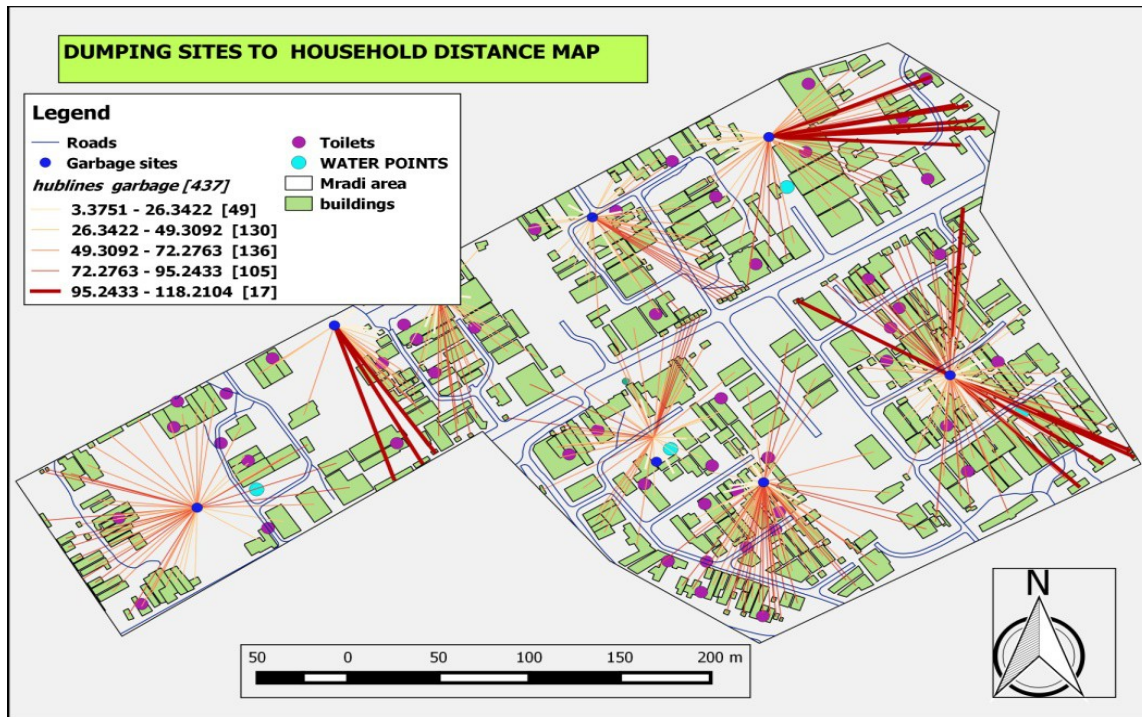 DUMPING SITES TO HOUSEHOLD DISTANCE MAP
Legend
Roads
Garbage sites
hublines garbage [437]
3.3751 - 26.3422 [49]
26.3422 - 49.3092 [130]
49.3092 - 72.2763 [136]
72.2763 - 95.2433 [105]
95.2433 - 118.2104 [17]
Toilets
WATER POINTS
Mradi area
buildings
50 0 50 100 150 200 m
N